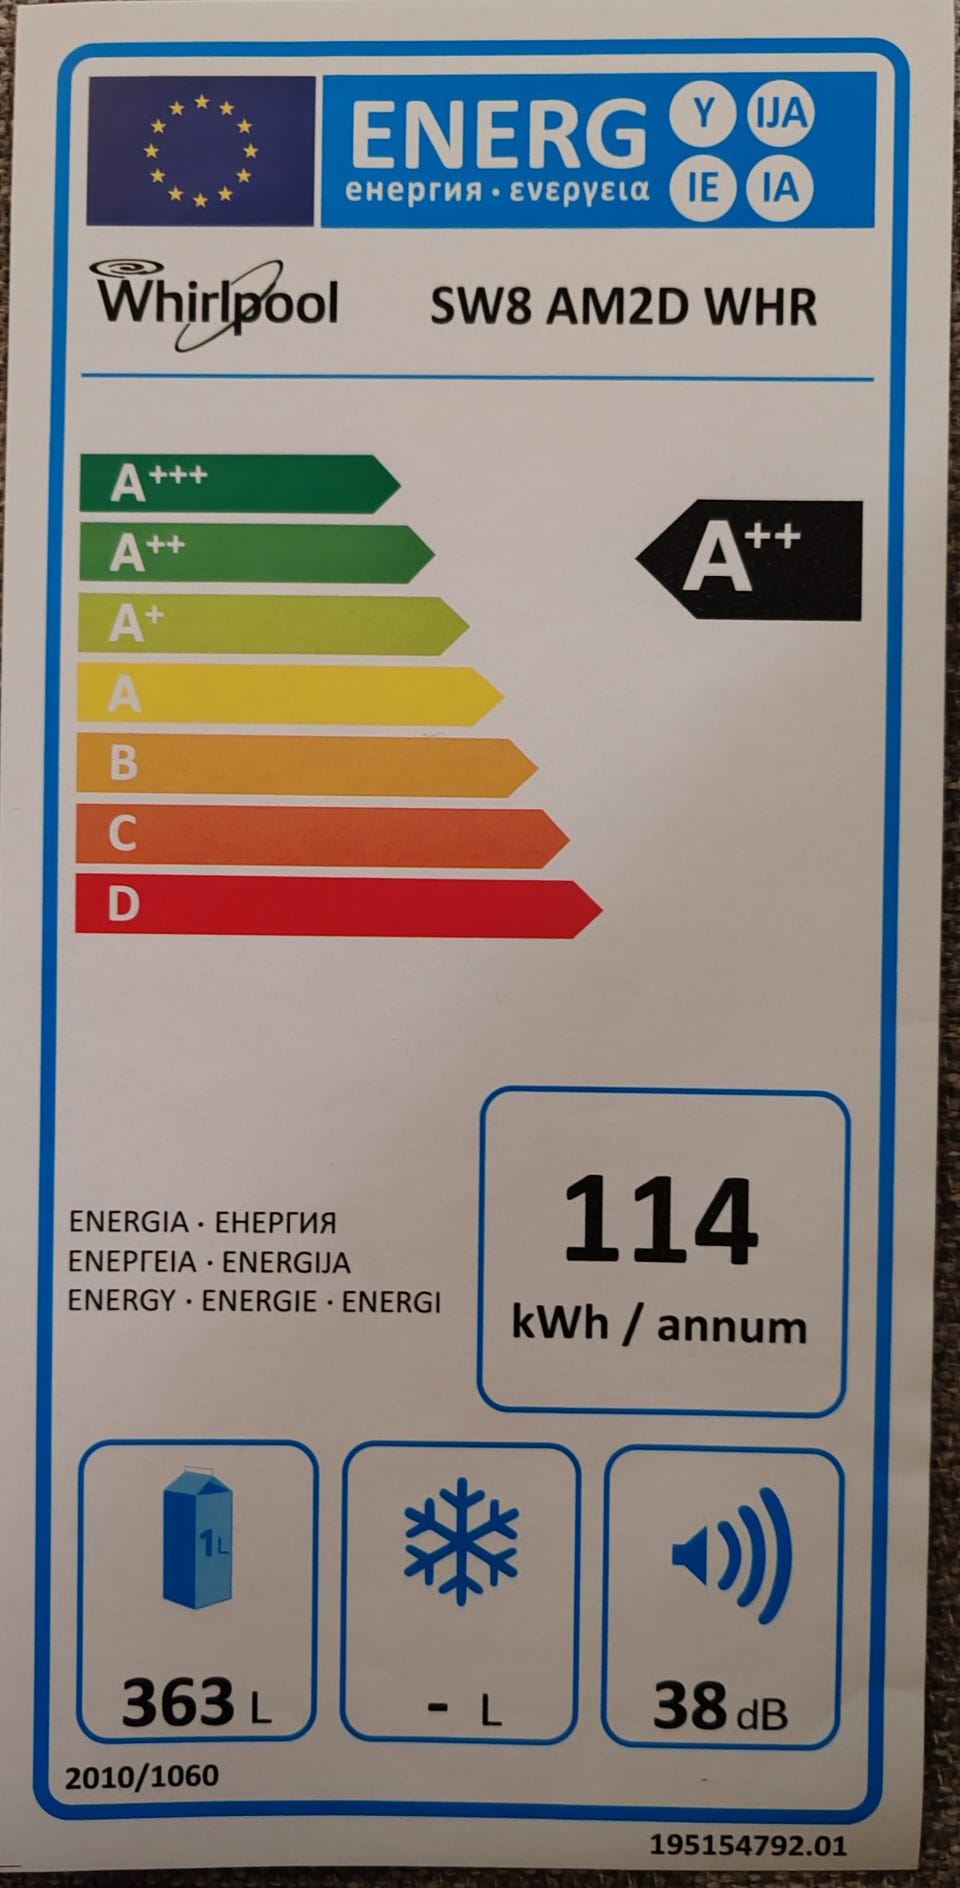 ENERG Y IJA
енергия · ενεργεια IE IA
Whirlpool SW8 AM2D WHR
A+++
A++
A++
A+
A
B
C
D
ENERGIA · ЕНЕРГИЯ
ΕΝΕΡΓΕΙΑ · ENERGIJA
ENERGY · ENERGIE · ENERGI
114
kWh / annum
1L
363 L
- L
38 dB
2010/1060
195154792.01